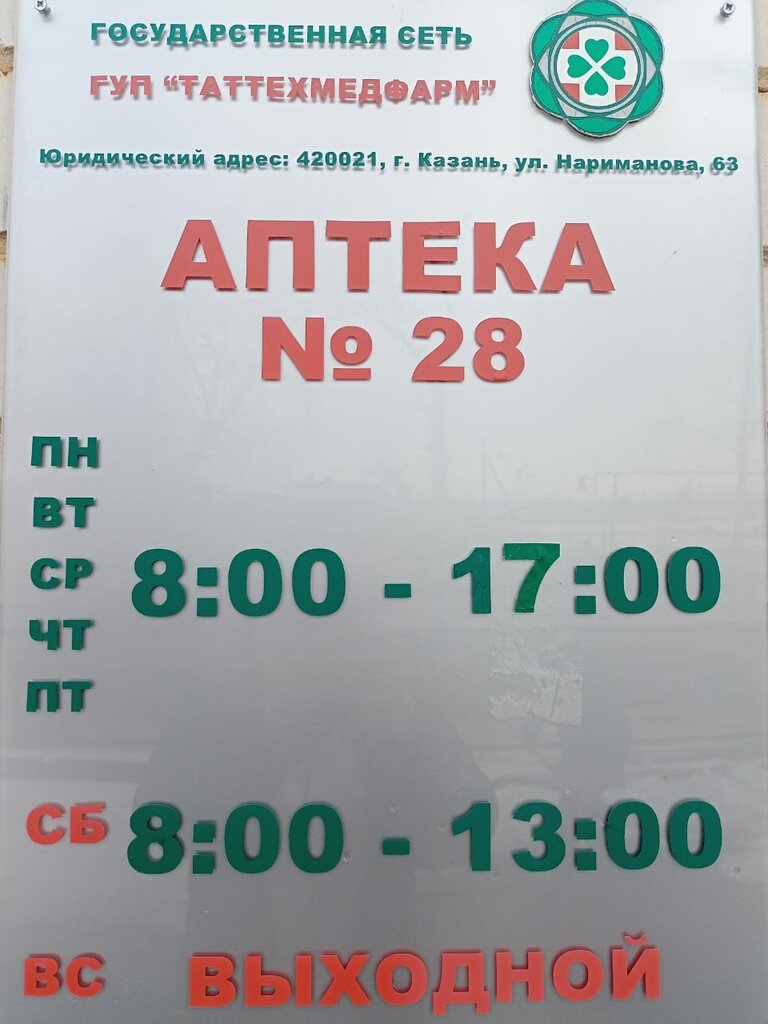 ГОСУДАРСТВЕННАЯ СЕТЬ
ГУП "ТАТТЕХМЕДФАРМ"
Юридический адрес: 420021, г. Казань, ул. Нариманова, 63
АПТЕКА
№ 28
ПН
ВТ
СР 8:00 - 17:00
ЧТ
ПТ
СБ 8:00 - 13:00
ВС ВЫХОДНОЙ